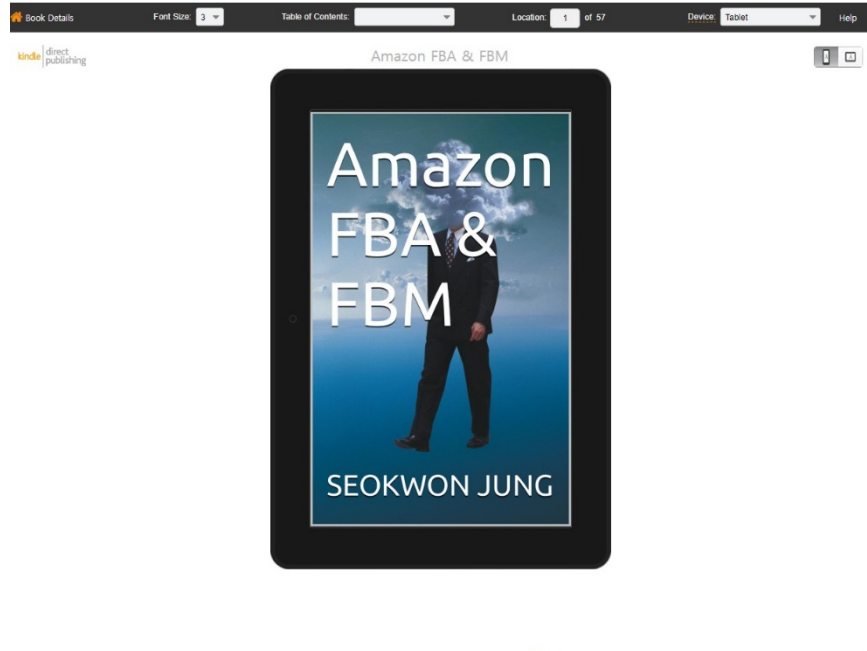 Book Details Font Size: 3 Table of Contents: Location: 1 of 57 Device: Tablet Help
kindle direct publishing
Amazon FBA & FBM
Amazon
FBA &
FBM
SEOKWON JUNG